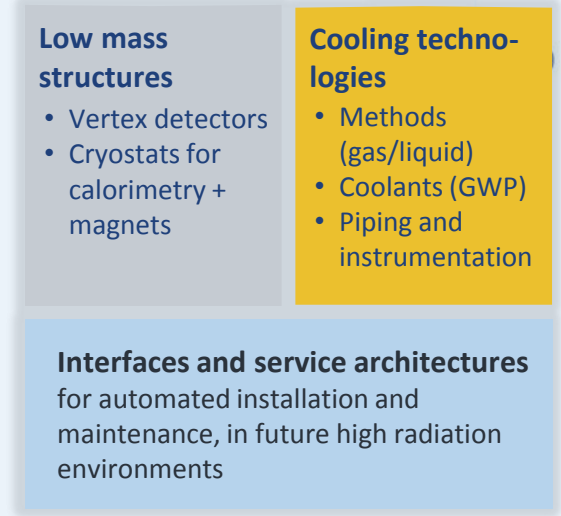 Low mass
structures
• Vertex detectors
• Cryostats for
calorimetry +
magnets
Cooling techno-
logies
• Methods
(gas/liquid)
• Coolants (GWP)
• Piping and
instrumentation
Interfaces and service architectures
for automated installation and
maintenance, in future high radiation
environments